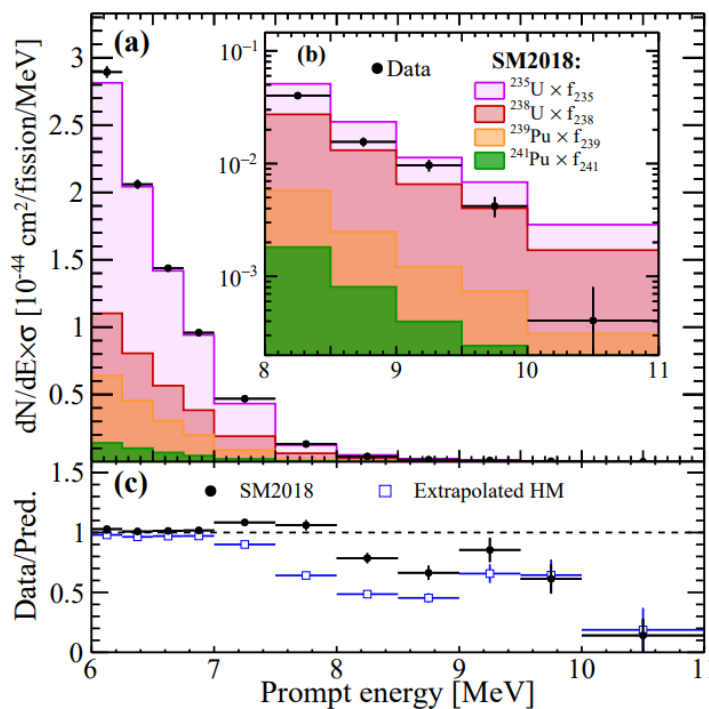 (a)
(b)
Data
SM2018:
²³⁵U × f₂₃₅
²³⁸U × f₂₃₈
²³⁹Pu × f₂₃₉
²⁴¹Pu × f₂₄₁
10⁻¹
10⁻²
10⁻³
8 9 10 11
dN/dE×σ [10⁻⁴⁴ cm²/fission/MeV]
3
2.5
2
1.5
1
0.5
(c)
SM2018
Extrapolated HM
Data/Pred.
1.5
1
0.5
0
6 7 8 9 10 11
Prompt energy [MeV]